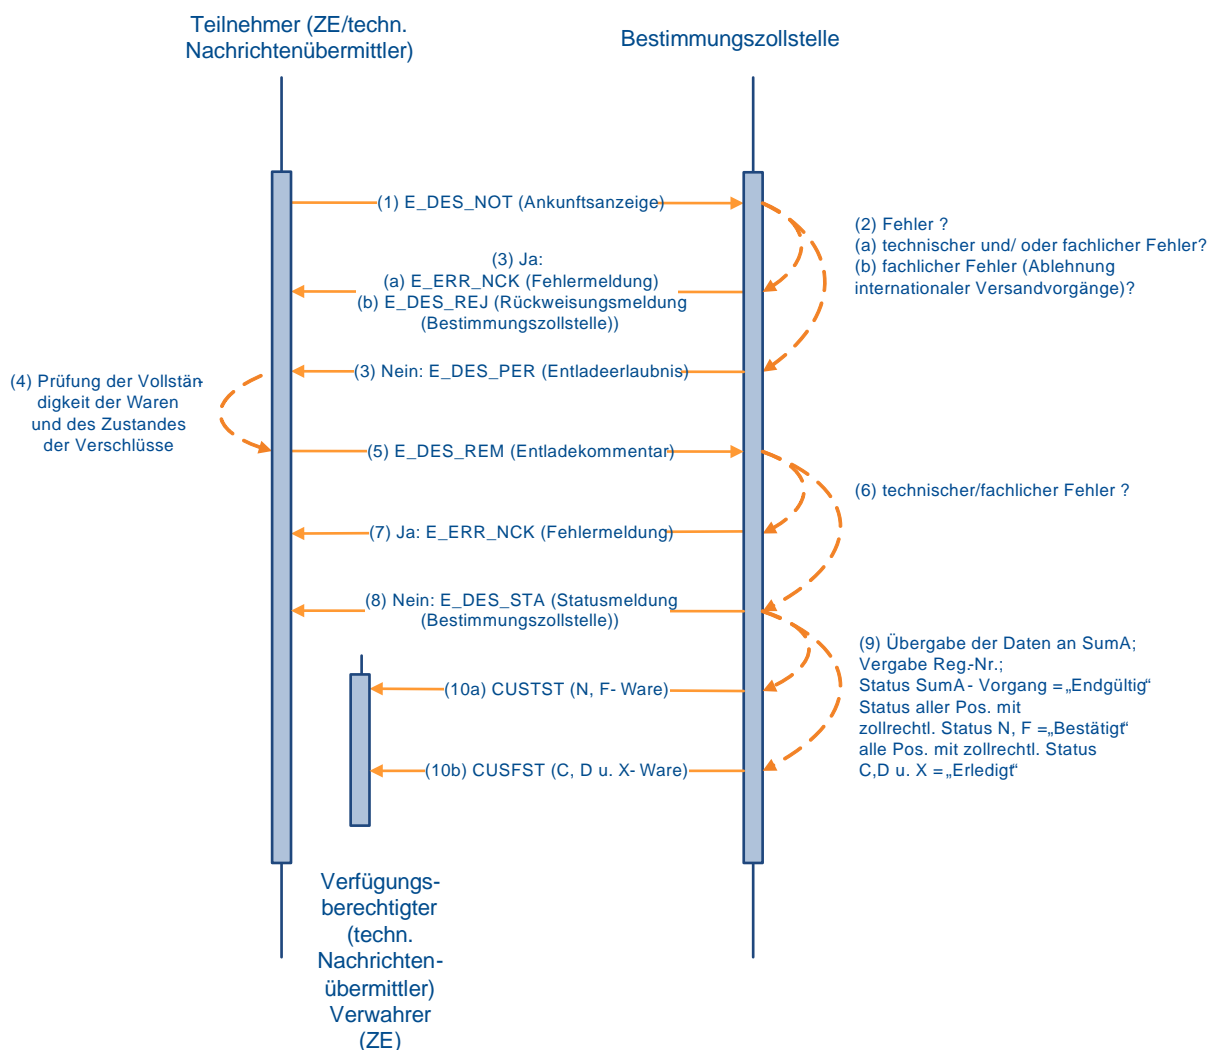 Teilnehmer (ZE/techn.
Nachrichtenübermittler)
Bestimmungszollstelle
(1) E_DES_NOT (Ankunftsanzeige)
(2) Fehler ?
(a) technischer und/ oder fachlicher Fehler?
(b) fachlicher Fehler (Ablehnung
internationaler Versandvorgänge)?
(3) Ja:
(a) E_ERR_NCK (Fehlermeldung)
(b) E_DES_REJ (Rückweisungsmeldung
(Bestimmungszollstelle))
(3) Nein: E_DES_PER (Entladeerlaubnis)
(4) Prüfung der Vollstän-
digkeit der Waren
und des Zustandes
der Verschlüsse
(5) E_DES_REM (Entladekommentar)
(6) technischer/fachlicher Fehler ?
(7) Ja: E_ERR_NCK (Fehlermeldung)
(8) Nein: E_DES_STA (Statusmeldung
(Bestimmungszollstelle))
(9) Übergabe der Daten an SumA;
Vergabe Reg.-Nr.;
Status SumA - Vorgang = „Endgültig“
Status aller Pos. mit
zollrechtl. Status N, F = „Bestätigt“
alle Pos. mit zollrechtl. Status
C,D u. X = „Erledigt“
(10a) CUSTST (N, F- Ware)
(10b) CUSFST (C, D u. X- Ware)
Verfügungs-
berechtigter
(techn.
Nachrichten-
übermittler)
Verwahrer
(ZE)